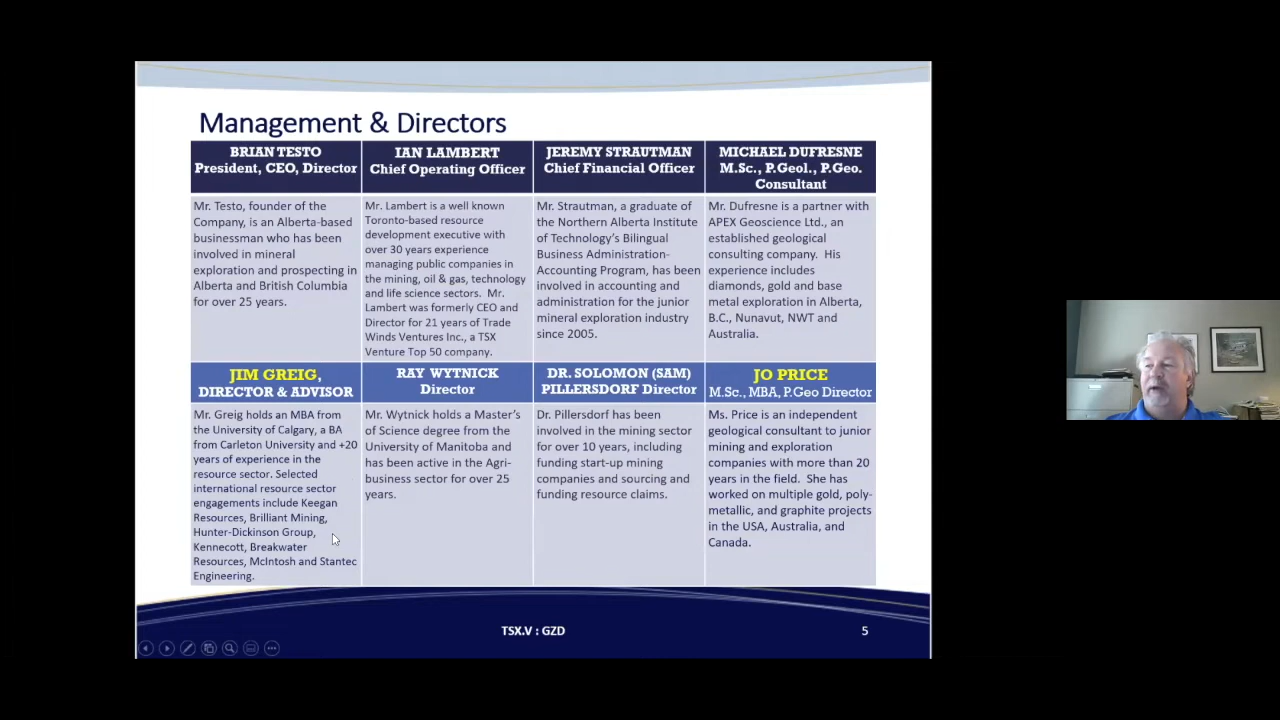 Management & Directors
BRIAN TESTO
President, CEO, Director
IAN LAMBERT
Chief Operating Officer
JEREMY STRAUTMAN
Chief Financial Officer
MICHAEL DUFRESNE
M.Sc., P.Geol., P.Geo.
Consultant
Mr. Testo, founder of the
Company, is an Alberta-based
businessman who has been
involved in mineral
exploration and prospecting in
Alberta and British Columbia
for over 25 years.
Mr. Lambert is a well known
Toronto-based resource
development executive with
over 30 years experience
managing public companies in
the mining, oil & gas, technology
and life science sectors. Mr.
Lambert was formerly CEO and
Director for 21 years of Trade
Winds Ventures Inc., a TSX
Venture Top 50 company.
Mr. Strautman, a graduate of
the Northern Alberta Institute
of Technology's Bilingual
Business Administration-
Accounting Program, has been
involved in accounting and
administration for the junior
mineral exploration industry
since 2005.
Mr. Dufresne is a partner with
APEX Geoscience Ltd., an
established geological
consulting company. His
experience includes
diamonds, gold and base
metal exploration in Alberta,
B.C., Nunavut, NWT and
Australia.
JIM GREIG,
DIRECTOR & ADVISOR
RAY WYTNICK
Director
DR. SOLOMON (SAM)
PILLERSDORF Director
JO PRICE
M.Sc., MBA, P.Geo Director
Mr. Greig holds an MBA from
the University of Calgary, a BA
from Carleton University and +20
years of experience in the
resource sector. Selected
international resource sector
engagements include Keegan
Resources, Brilliant Mining,
Hunter-Dickinson Group,
Kennecott, Breakwater
Resources, McIntosh and Stantec
Engineering.
Mr. Wytnick holds a Master's
of Science degree from the
University of Manitoba and
has been active in the Agri-
business sector for over 25
years.
Dr. Pillersdorf has been
involved in the mining sector
for over 10 years, including
funding start-up mining
companies and sourcing and
funding resource claims.
Ms. Price is an independent
geological consultant to junior
mining and exploration
companies with more than 20
years in the field. She has
worked on multiple gold, poly-
metallic, and graphite projects
in the USA, Australia, and
Canada.
TSX.V : GZD
5